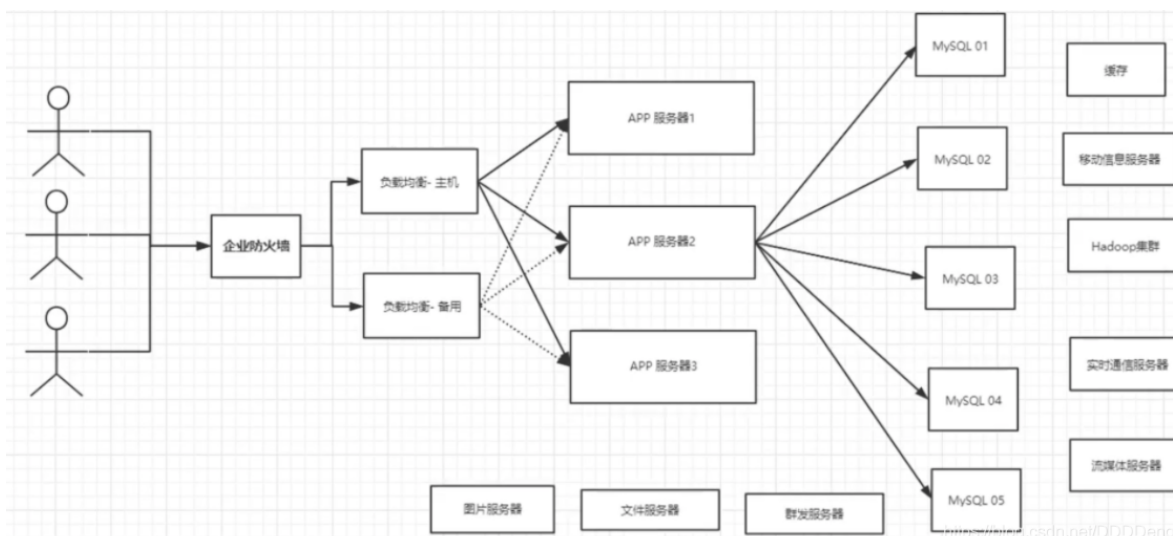 MySQL 01
缓存
APP 服务器1
MySQL 02
移动信息服务器
负载均衡- 主机
企业防火墙
APP 服务器2
Hadoop集群
MySQL 03
负载均衡- 备用
APP 服务器3
实时通信服务器
MySQL 04
流媒体服务器
MySQL 05
图片服务器
文件服务器
群发服务器